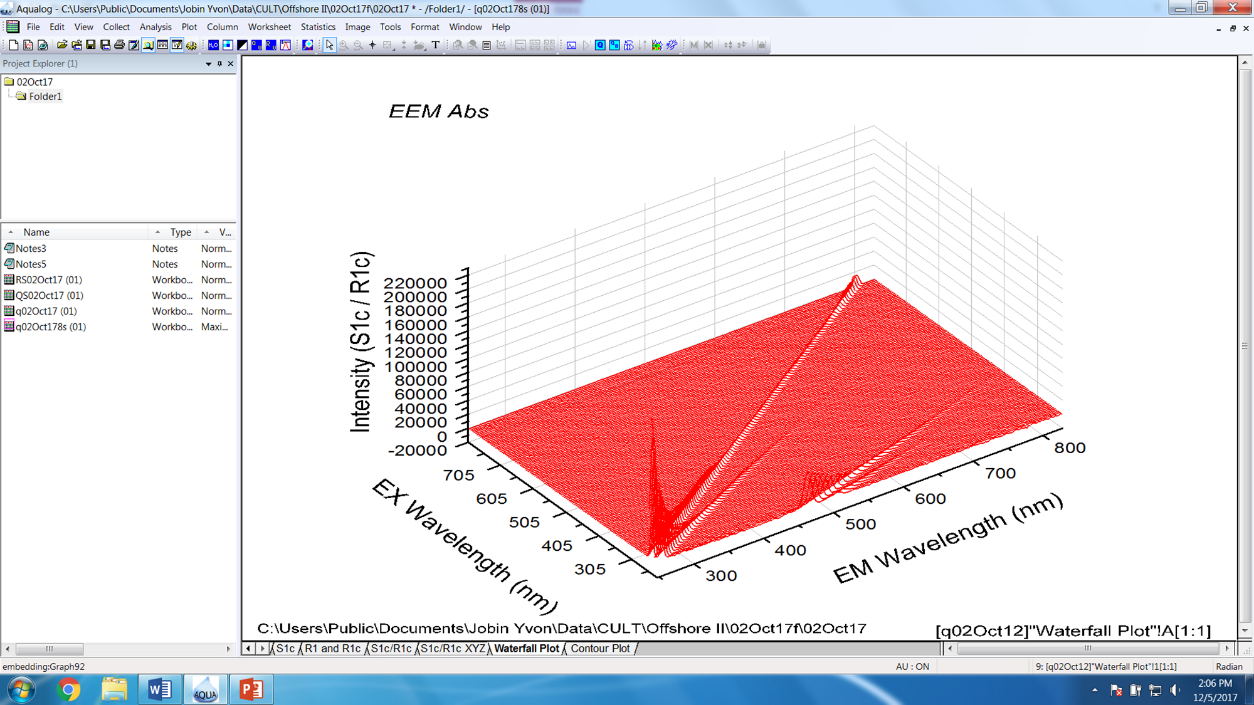 Aqualog - C:\Users\Public\Documents\Jobin Yvon\Data\CULT\Offshore II\02Oct17f\02Oct17 * - /Folder1/ - [q02Oct178s (01)]
File Edit View Collect Analysis Plot Column Worksheet Statistics Image Tools Format Window Help
Project Explorer (1)
02Oct17
Folder1
Name Type V...
Notes3 Notes Norm...
Notes5 Notes Norm...
RS02Oct17 (01) Workbo... Norm...
QS02Oct17 (01) Workbo... Norm...
q02Oct17 (01) Workbo... Norm...
q02Oct178s (01) Workbo... Maxi...
EEM Abs
Intensity (S1c / R1c)
220000
200000
180000
160000
140000
120000
100000
80000
60000
40000
20000
0
-20000
705
605
505
405
305
EX Wavelength (nm)
300
400
500
600
700
800
EM Wavelength (nm)
C:\Users\Public\Documents\Jobin Yvon\Data\CULT\Offshore II\02Oct17f\02Oct17
[q02Oct12]"Waterfall Plot"!A[1:1]
S1c R1 and R1c S1c/R1c S1c/R1c XYZ Waterfall Plot Contour Plot
embedding:Graph92 AU : ON 9: [q02Oct12]"Waterfall Plot"!1[1:1] Radian
AQUA
2:06 PM
12/5/2017